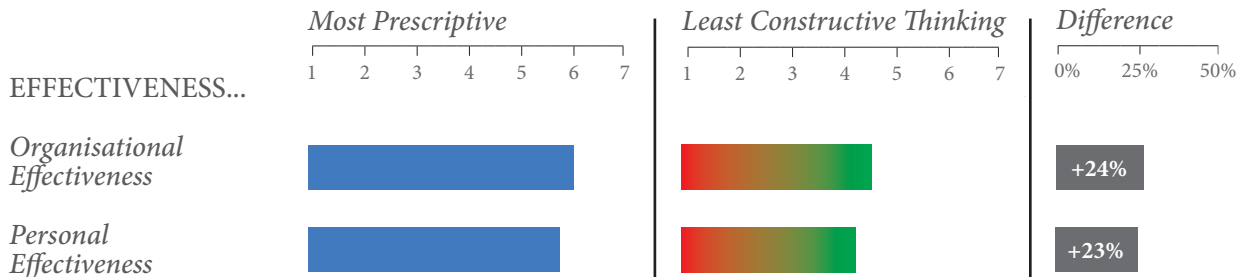 Most Prescriptive
Least Constructive Thinking
Difference
1 2 3 4 5 6 7
1 2 3 4 5 6 7
0% 25% 50%
EFFECTIVENESS...
Organisational
Effectiveness
+24%
Personal
Effectiveness
+23%